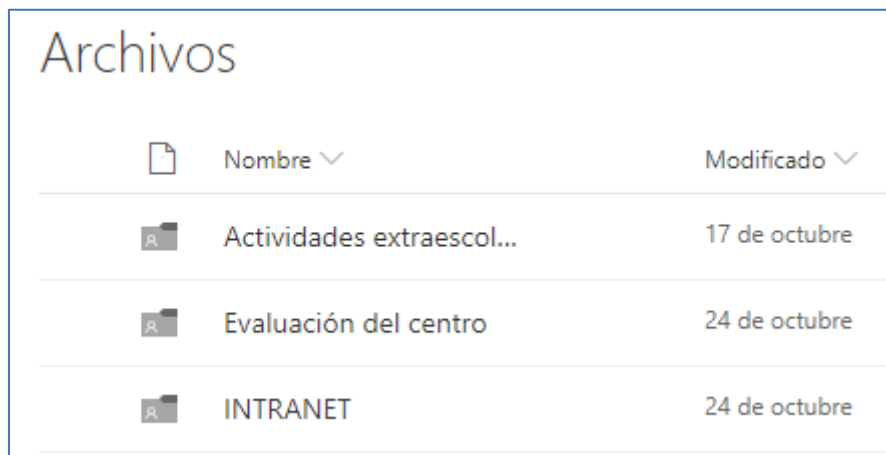 Archivos
Nombre Modificado
Actividades extraescol... 17 de octubre
Evaluación del centro 24 de octubre
INTRANET 24 de octubre